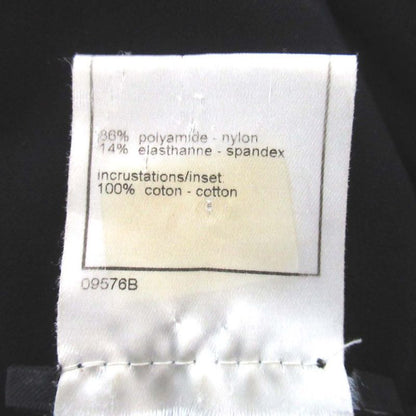 86% polyamide - nylon
14% elasthanne - spandex
incrustations/inset
100% coton - cotton
09576B